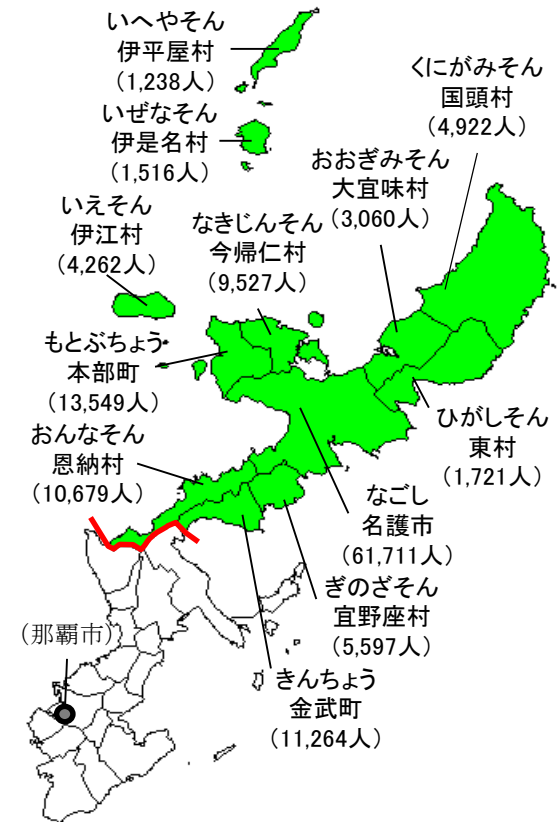 いへやそん
伊平屋村
(1,238人)
いぜなそん
伊是名村
(1,516人)
くにがみそん
国頭村
(4,922人)
おおぎみそん
大宜味村
(3,060人)
いえそん
伊江村
(4,262人)
なきじんそん
今帰仁村
(9,527人)
もとぶちょう
本部町
(13,549人)
ひがしそん
東村
(1,721人)
おんなそん
恩納村
(10,679人)
なごし
名護市
(61,711人)
ぎのざそん
宜野座村
(5,597人)
きんちょう
金武町
(11,264人)
(那覇市)